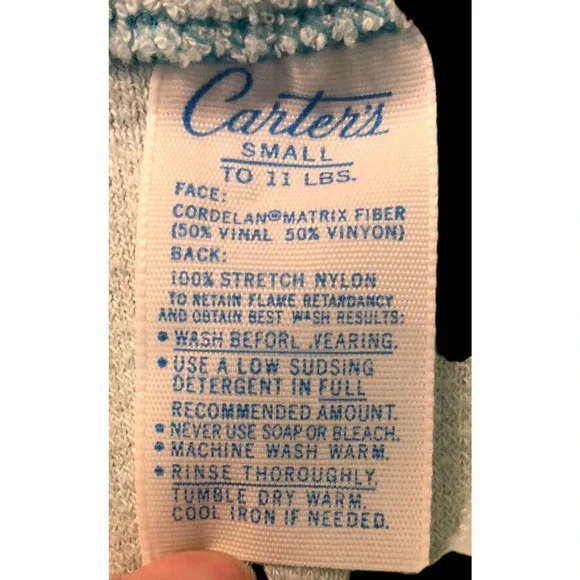 Carter's
SMALL
TO 11 LBS.
FACE:
CORDELAN®MATRIX FIBER
(50% VINAL 50% VINYON)
BACK:
100% STRETCH NYLON
TO RETAIN FLAME RETARDANCY
AND OBTAIN BEST WASH RESULTS:
• WASH BEFORE WEARING.
• USE A LOW SUDSING
DETERGENT IN FULL
RECOMMENDED AMOUNT.
• NEVER USE SOAP OR BLEACH.
• MACHINE WASH WARM.
• RINSE THOROUGHLY.
TUMBLE DRY WARM.
COOL IRON IF NEEDED.